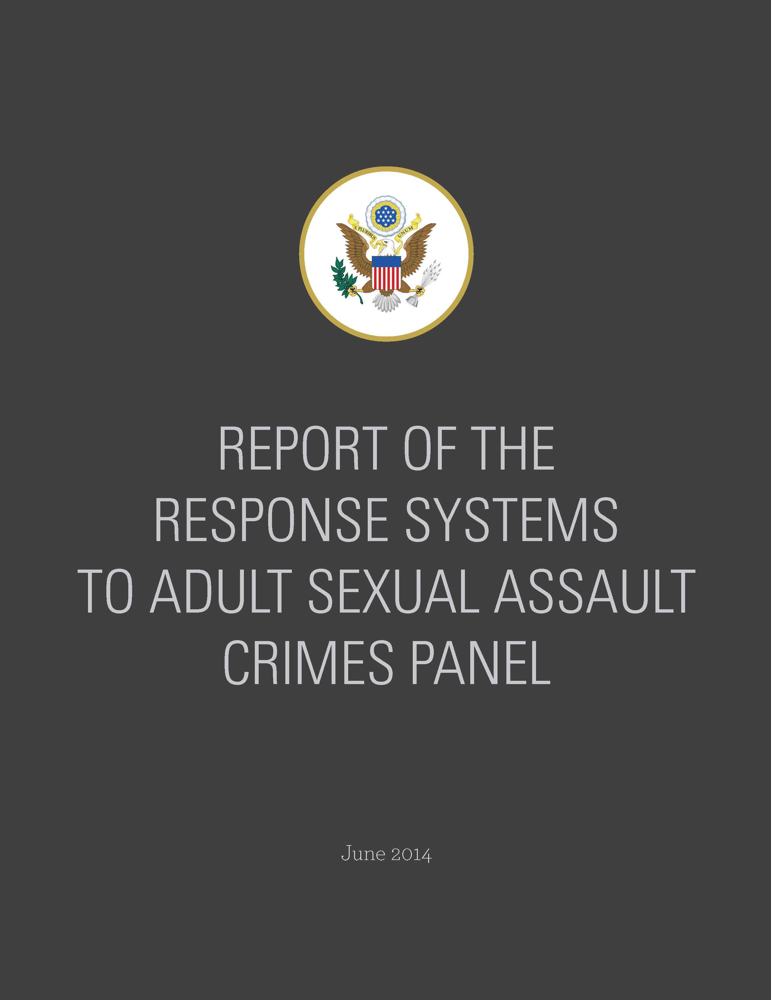 E PLURIBUS UNUM
REPORT OF THE
RESPONSE SYSTEMS
TO ADULT SEXUAL ASSAULT
CRIMES PANEL
June 2014